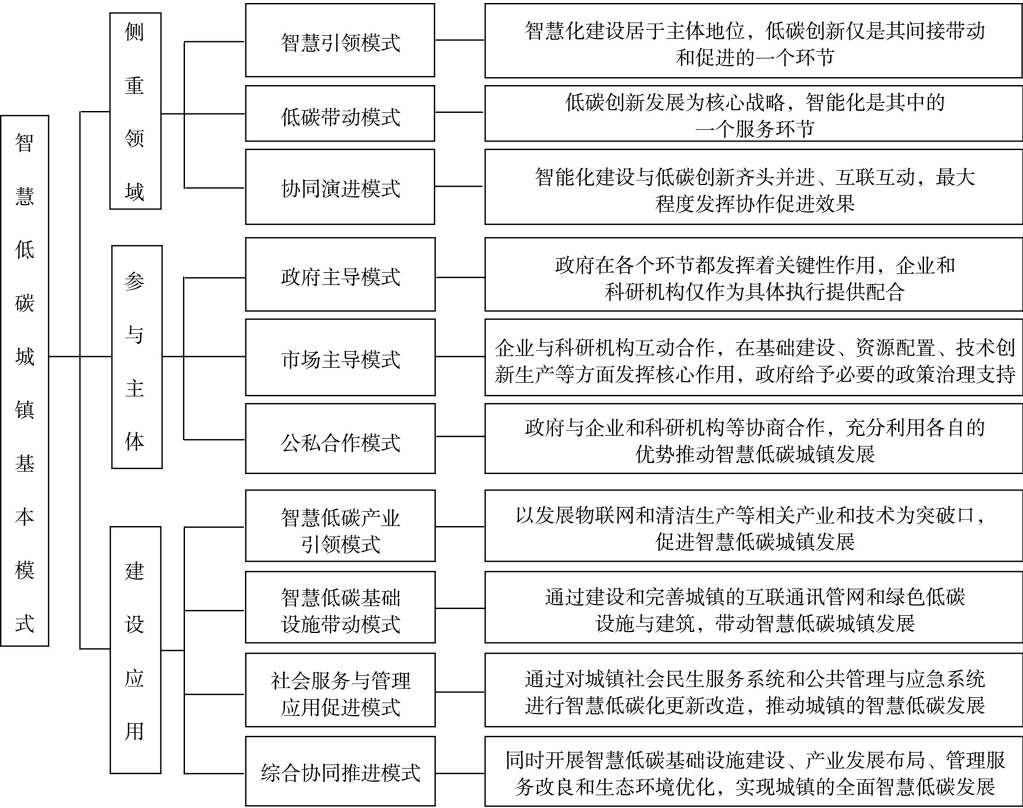 智慧低碳城镇基本模式
侧重领域
智慧引领模式
智慧化建设居于主体地位，低碳创新仅是其间接带动
和促进的一个环节
低碳带动模式
低碳创新发展为核心战略，智能化是其中的
一个服务环节
协同演进模式
智能化建设与低碳创新齐头并进、互联互动，最大
程度发挥协作促进效果
参与主体
政府主导模式
政府在各个环节都发挥着关键性作用，企业和
科研机构仅作为具体执行提供配合
市场主导模式
企业与科研机构互动合作，在基础建设、资源配置、技术创
新生产等方面发挥核心作用，政府给予必要的政策治理支持
公私合作模式
政府与企业和科研机构等协商合作，充分利用各自的
优势推动智慧低碳城镇发展
建设应用
智慧低碳产业
引领模式
以发展物联网和清洁生产等相关产业和技术为突破口，
促进智慧低碳城镇发展
智慧低碳基础
设施带动模式
通过建设和完善城镇的互联通讯管网和绿色低碳
设施与建筑，带动智慧低碳城镇发展
社会服务与管理
应用促进模式
通过对城镇社会民生服务系统和公共管理与应急系统
进行智慧低碳化更新改造，推动城镇的智慧低碳发展
综合协同推进模式
同时开展智慧低碳基础设施建设、产业发展布局、管理服
务改良和生态环境优化，实现城镇的全面智慧低碳发展